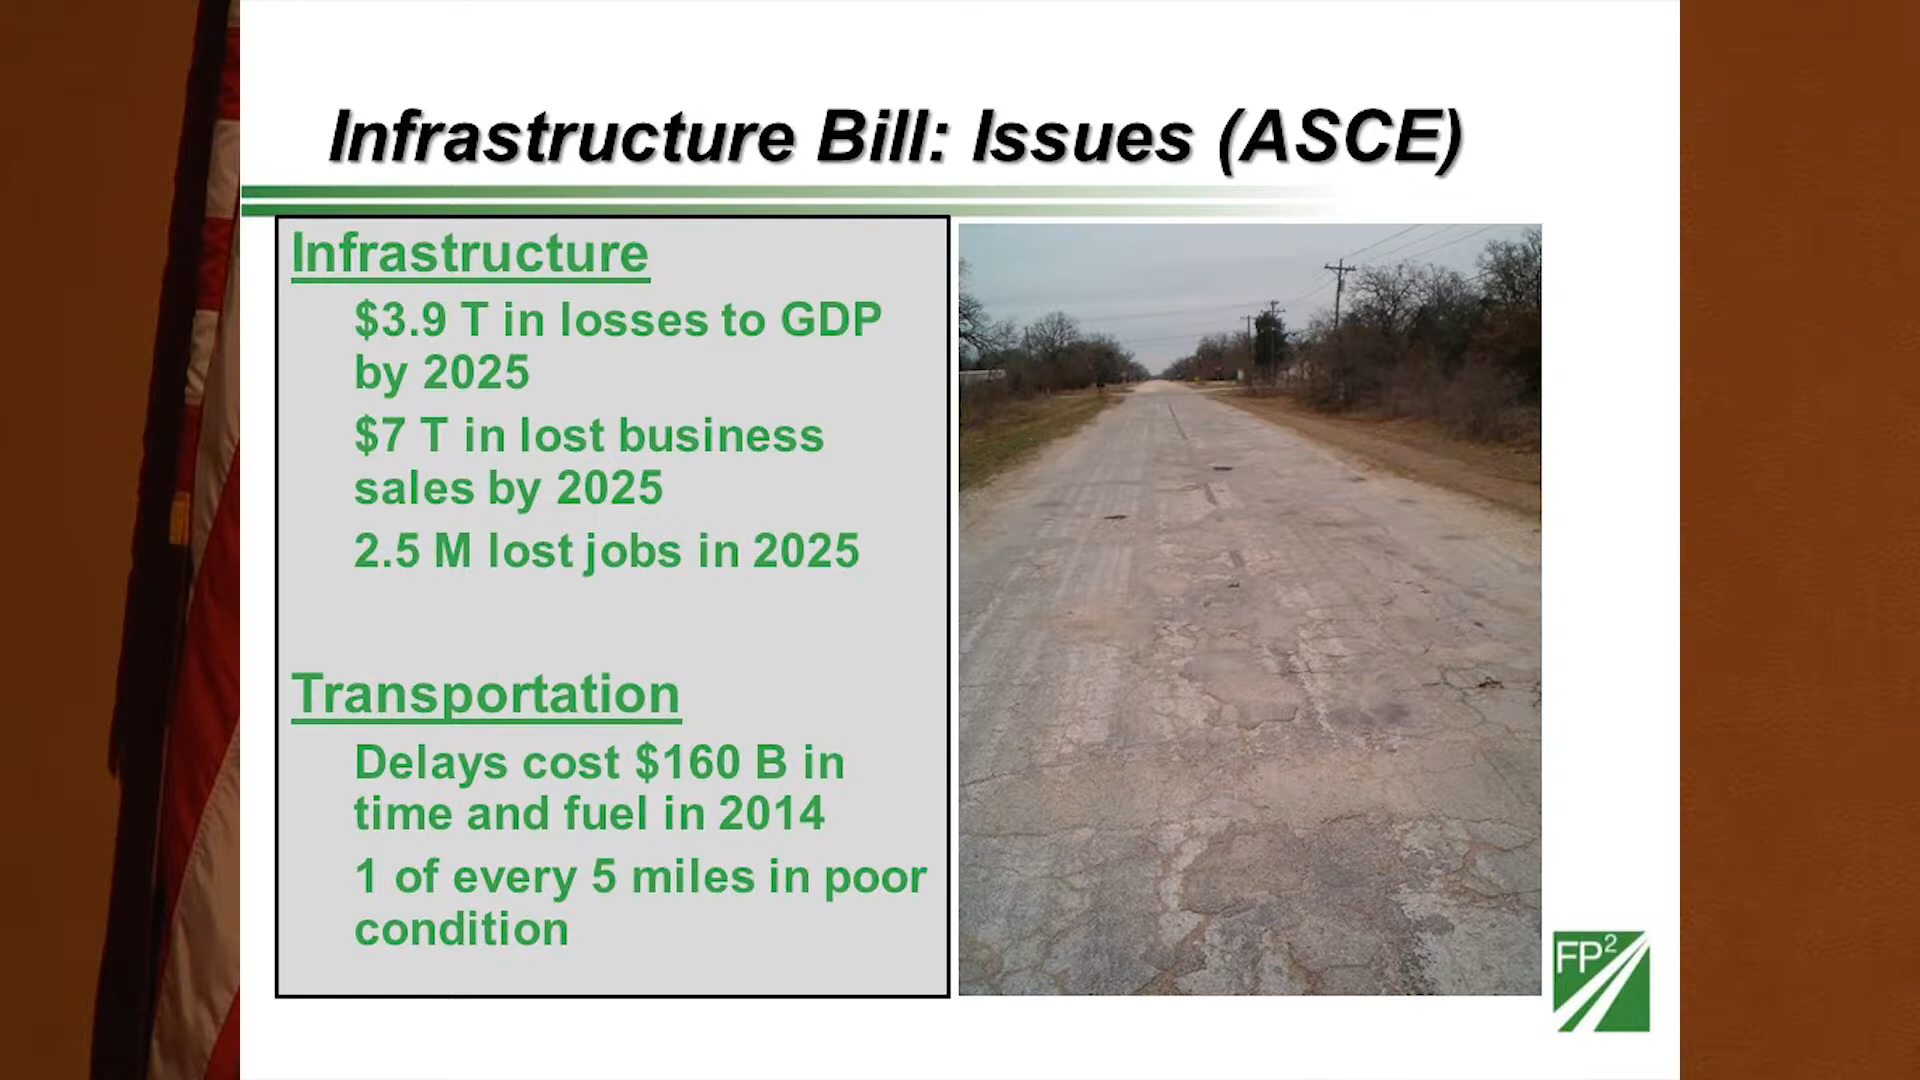 Infrastructure Bill: Issues (ASCE)
Infrastructure
$3.9 T in losses to GDP
by 2025
$7 T in lost business
sales by 2025
2.5 M lost jobs in 2025
Transportation
Delays cost $160 B in
time and fuel in 2014
1 of every 5 miles in poor
condition
FP²